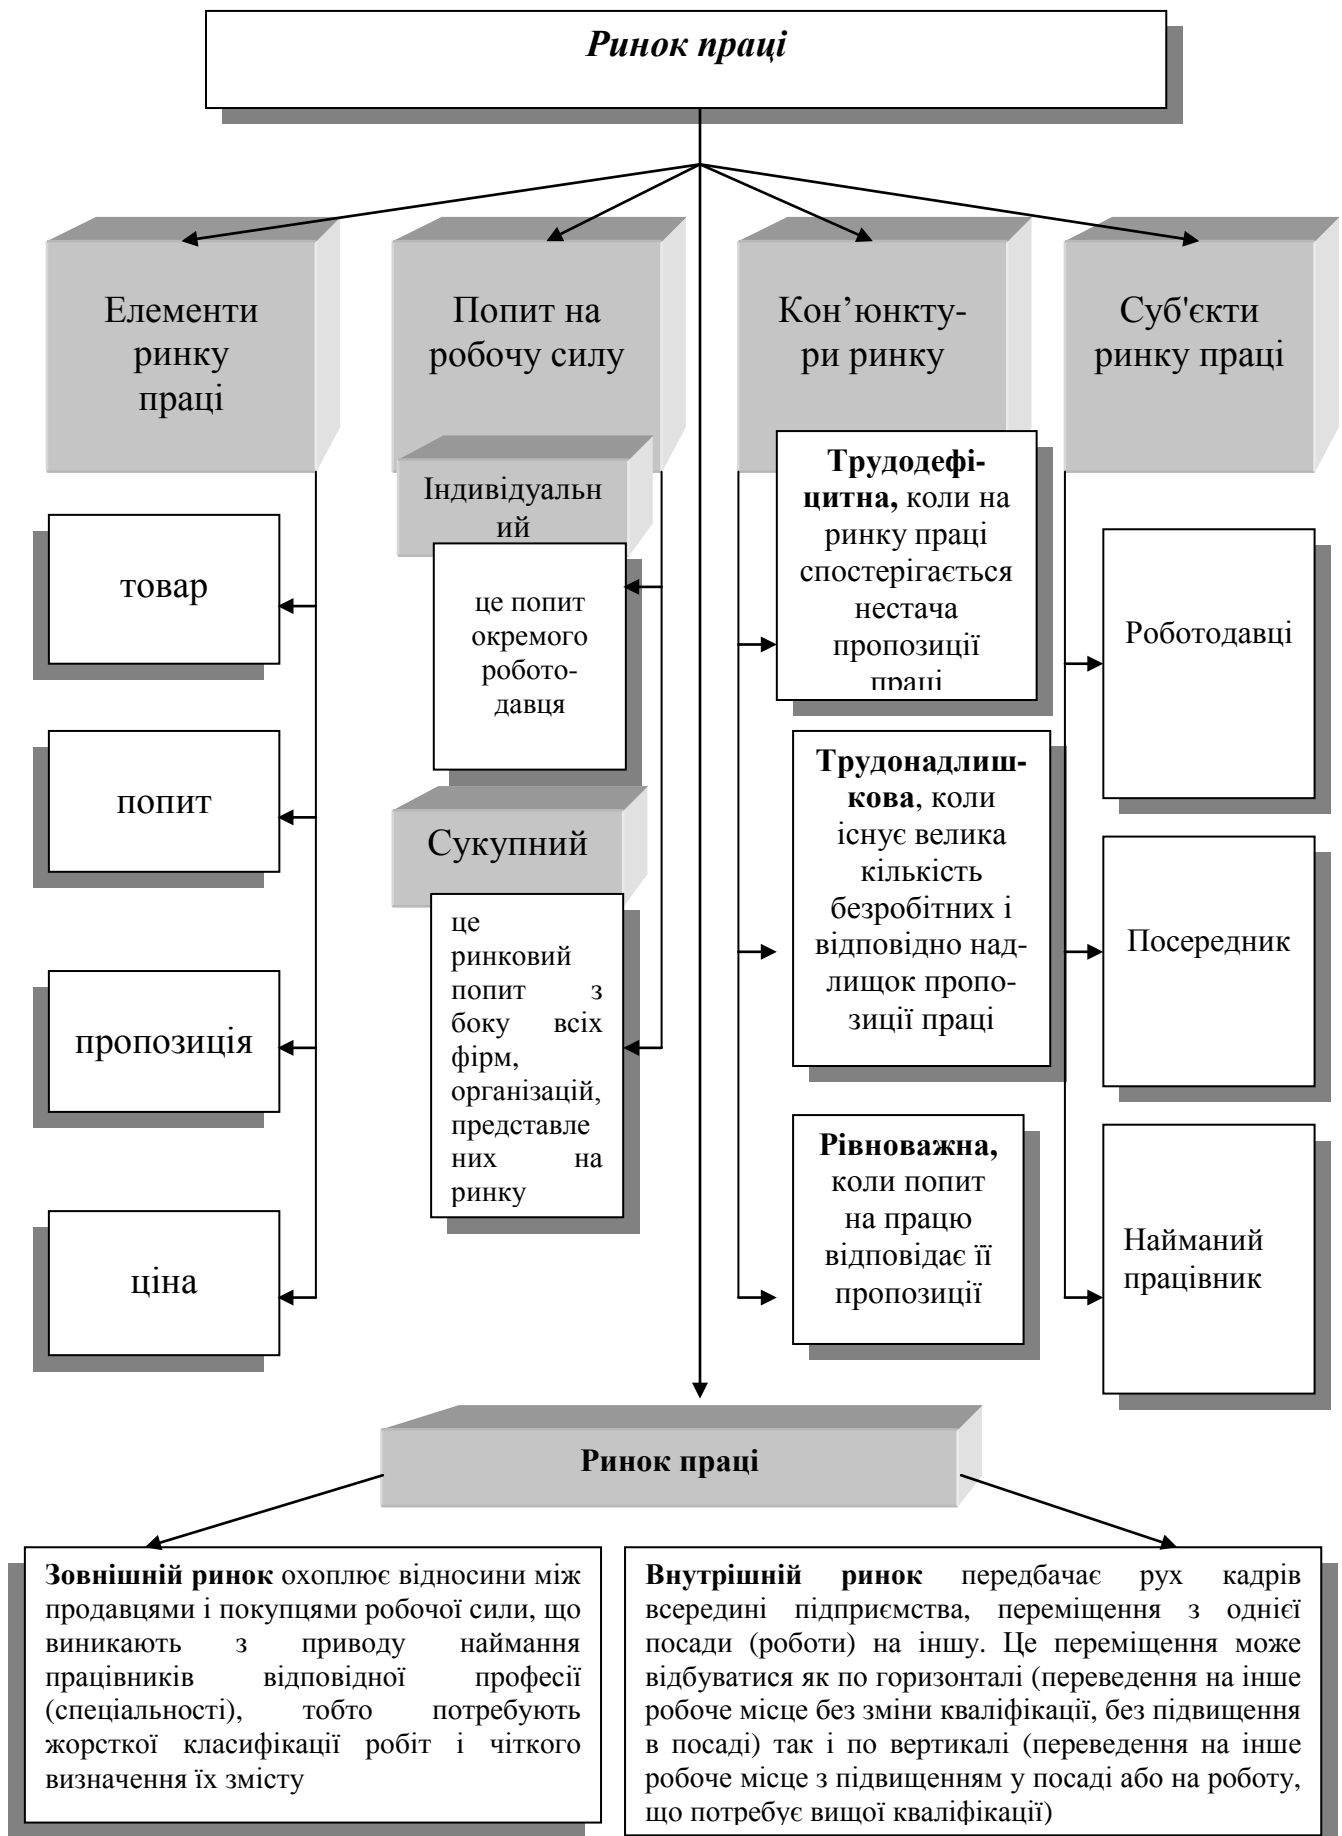 Ринок праці
Елементи
ринку
праці
товар
попит
пропозиція
ціна
Попит на
робочу силу
Індивідуальн
ий
це попит
окремого
робото-
давця
Сукупний
це
ринковий
попит з
боку всіх
фірм,
організацій,
представле
них на
ринку
Кон’юнкту-
ри ринку
Трудодефі-
цитна, коли на
ринку праці
спостерігається
нестача
пропозиції
праці
Трудонадлиш-
кова, коли
існує велика
кількість
безробітних і
відповідно над-
лищок пропо-
зиції праці
Рівноважна,
коли попит
на працю
відповідає її
пропозиції
Суб'єкти
ринку праці
Роботодавці
Посередник
Найманий
працівник
Ринок праці
Зовнішній ринок охоплює відносини між
продавцями і покупцями робочої сили, що
виникають з приводу наймання
працівників відповідної професії
(спеціальності), тобто потребують
жорсткої класифікації робіт і чіткого
визначення їх змісту
Внутрішній ринок передбачає рух кадрів
всередині підприємства, переміщення з однієї
посади (роботи) на іншу. Це переміщення може
відбуватися як по горизонталі (переведення на інше
робоче місце без зміни кваліфікації, без підвищення
в посаді) так і по вертикалі (переведення на інше
робоче місце з підвищенням у посаді або на роботу,
що потребує вищої кваліфікації)